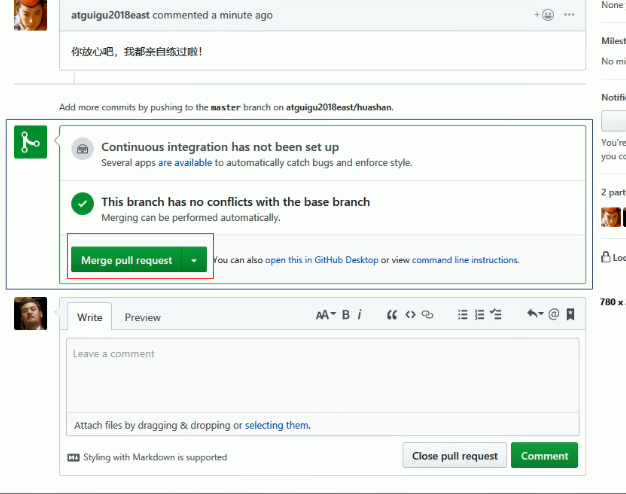 None
atguigu2018east commented a minute ago
你放心吧，我都亲自练过啦！
Milest
No mi
Add more commits by pushing to the master branch on atguigu2018east/huashan.
Notific
Continuous integration has not been set up
Several apps are available to automatically catch bugs and enforce style.
You're
you co
This branch has no conflicts with the base branch
Merging can be performed automatically.
2 part
Merge pull request
You can also open this in GitHub Desktop or view command line instructions.
Loc
780 x
Write
Preview
AA
B
i
Leave a comment
Attach files by dragging & dropping or selecting them.
Styling with Markdown is supported
Close pull request
Comment